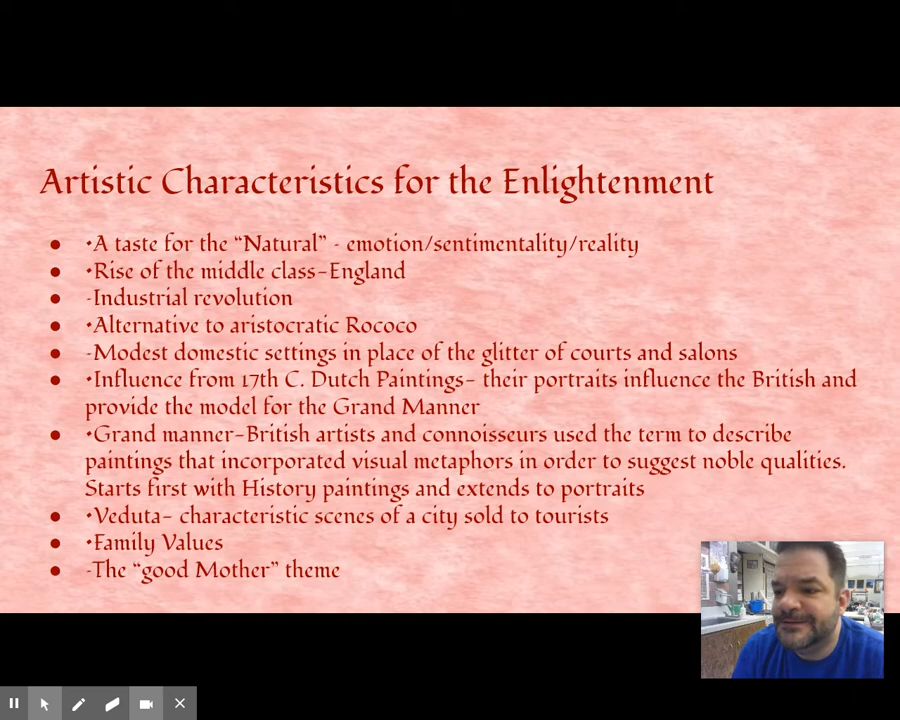 Artistic Characteristics for the Enlightenment
● •A taste for the “Natural” - emotion/sentimentality/reality
● •Rise of the middle class–England
● -Industrial revolution
● •Alternative to aristocratic Rococo
● -Modest domestic settings in place of the glitter of courts and salons
● •Influence from 17th C. Dutch Paintings– their portraits influence the British and
provide the model for the Grand Manner
● •Grand manner–British artists and connoisseurs used the term to describe
paintings that incorporated visual metaphors in order to suggest noble qualities.
Starts first with History paintings and extends to portraits
● •Veduta– characteristic scenes of a city sold to tourists
● •Family Values
● -The “good Mother” theme